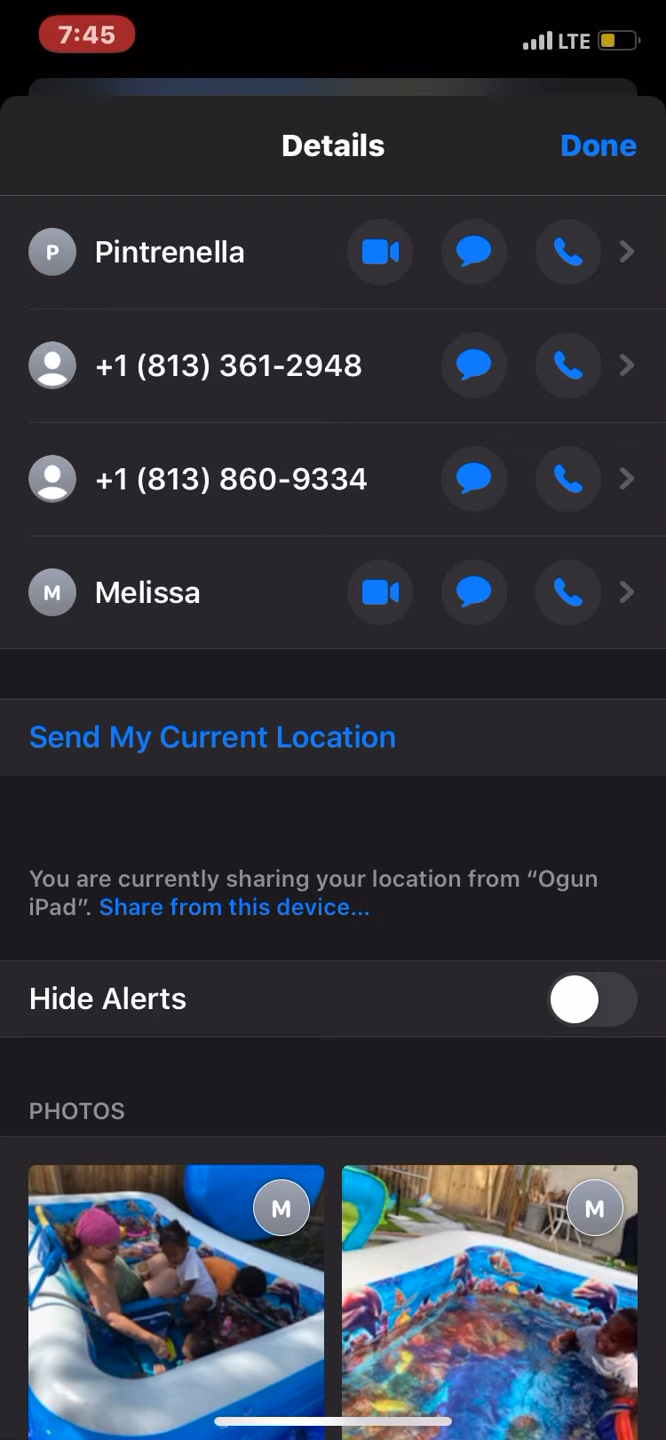 7:45
LTE
Details
Done
P
Pintrenella
+1 (813) 361-2948
+1 (813) 860-9334
M
Melissa
Send My Current Location
You are currently sharing your location from “Ogun
iPad”. Share from this device...
Hide Alerts
PHOTOS
M
M